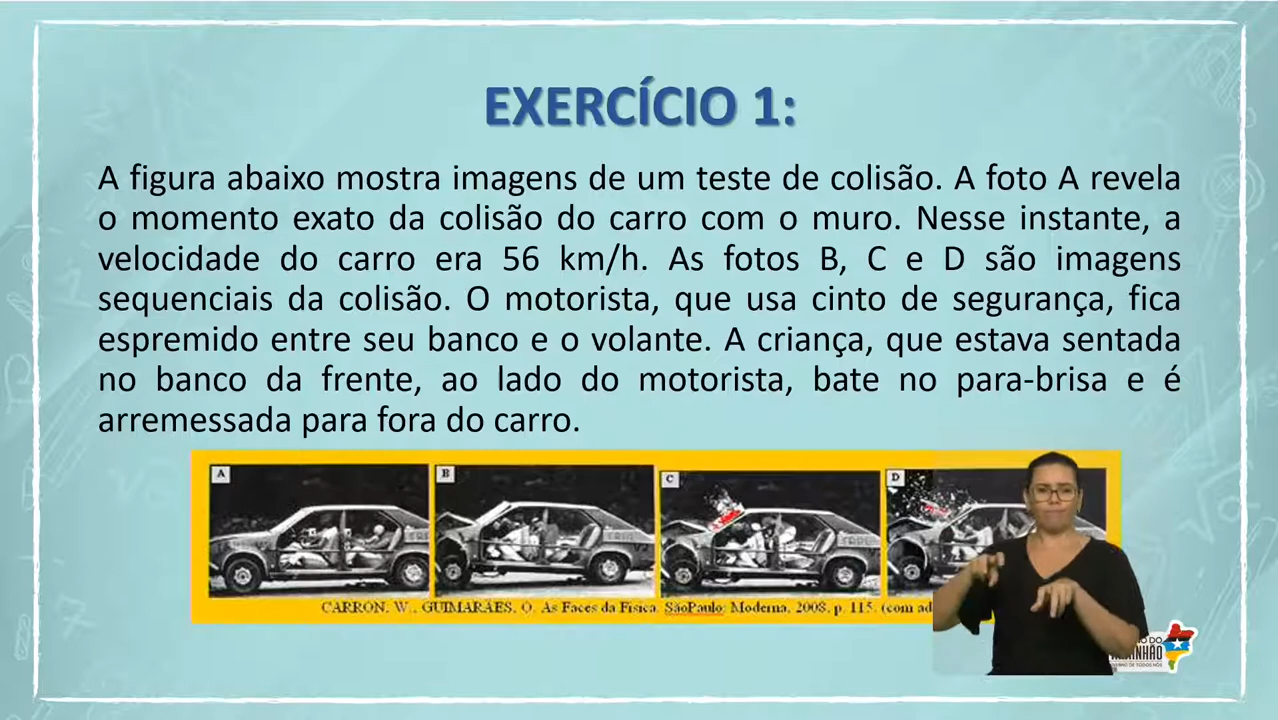 EXERCÍCIO 1:
A figura abaixo mostra imagens de um teste de colisão. A foto A revela
o momento exato da colisão do carro com o muro. Nesse instante, a
velocidade do carro era 56 km/h. As fotos B, C e D são imagens
sequenciais da colisão. O motorista, que usa cinto de segurança, fica
espremido entre seu banco e o volante. A criança, que estava sentada
no banco da frente, ao lado do motorista, bate no para-brisa e é
arremessada para fora do carro.
A
B
C
D
CARRON, W., GUIMARÃES, O. As Faces da Física. SãoPaulo: Moderna, 2008, p. 115. (com ad